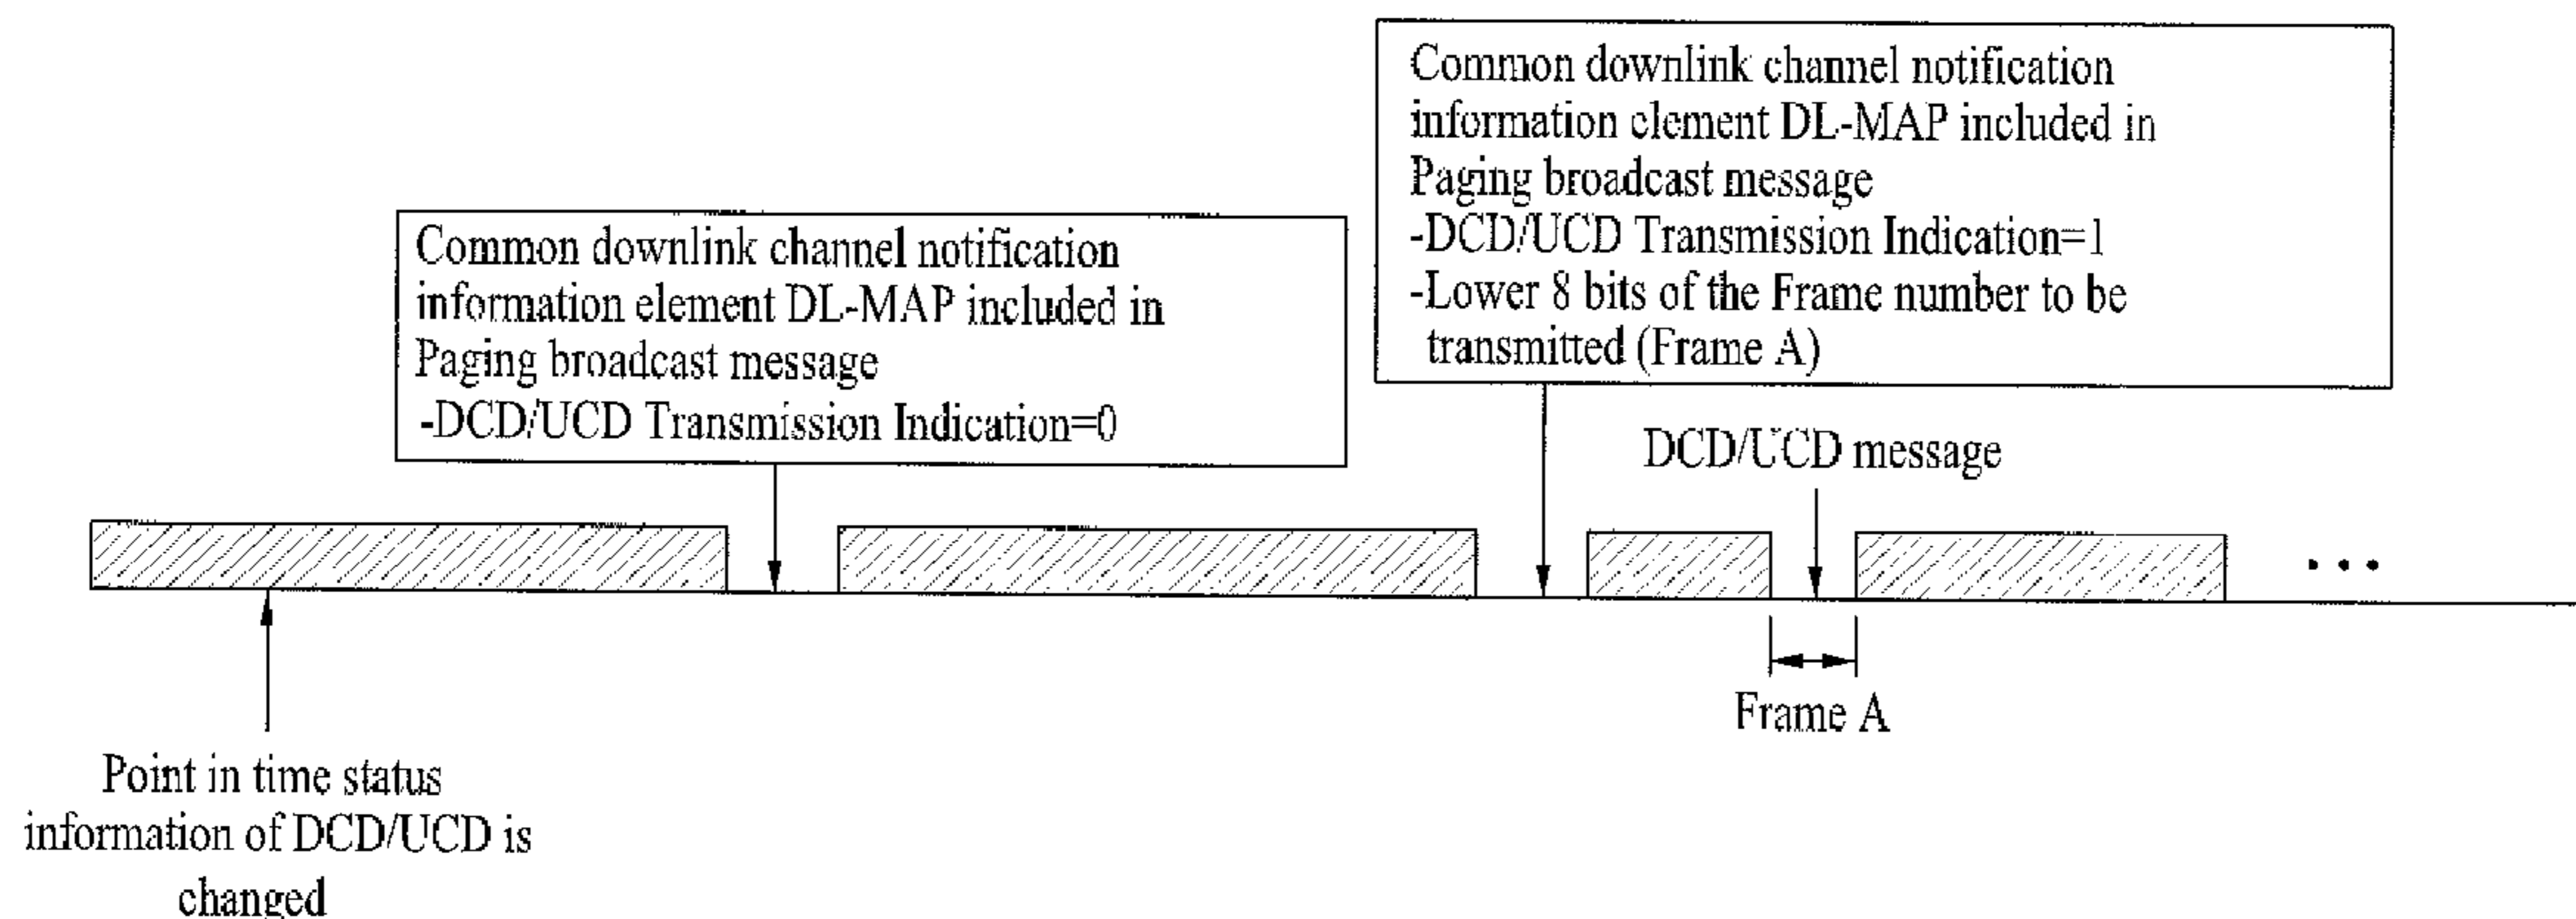 Common downlink channel notification
information element DL-MAP included in
Paging broadcast message
-DCD/UCD Transmission Indication=1
-Lower 8 bits of the Frame number to be
transmitted (Frame A)
Common downlink channel notification
information element DL-MAP included in
Paging broadcast message
-DCD/UCD Transmission Indication=0
DCD/UCD message
• • •
Frame A
Point in time status
information of DCD/UCD is
changed